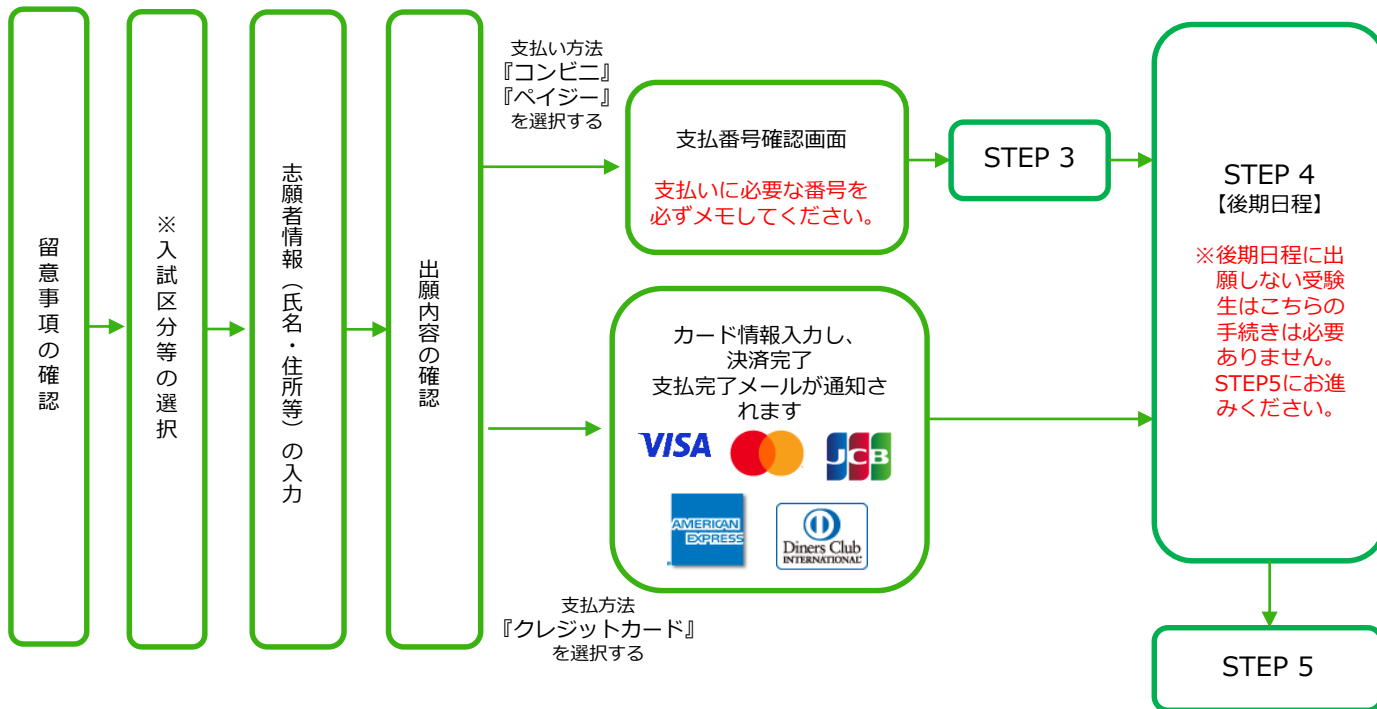 留意事項の確認
※入試区分等の選択
志願者情報（氏名・住所等）の入力
出願内容の確認
支払い方法
『コンビニ』
『ペイジー』
を選択する
支払番号確認画面
支払いに必要な番号を
必ずメモしてください。
STEP 3
カード情報入力し、
決済完了
支払完了メールが通知さ
れます
VISA
JCB
AMERICAN
EXPRESS
Diners Club
INTERNATIONAL
支払方法
『クレジットカード』
を選択する
STEP 4
【後期日程】
※後期日程に出
願しない受験
生はこちらの
手続きは必要
ありません。
STEP5にお進
みください。
STEP 5